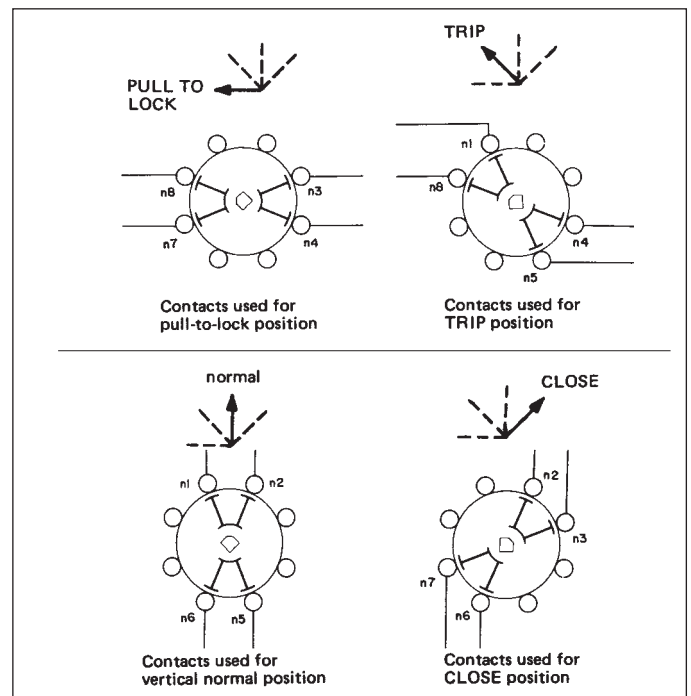 PULL TO
LOCK
n8
n3
n7
n4
Contacts used for
pull-to-lock position
TRIP
n1
n8
n4
n5
Contacts used for
TRIP position
normal
n1
n2
n6
n5
Contacts used for
vertical normal position
CLOSE
n2
n3
n7
n6
Contacts used for
CLOSE position